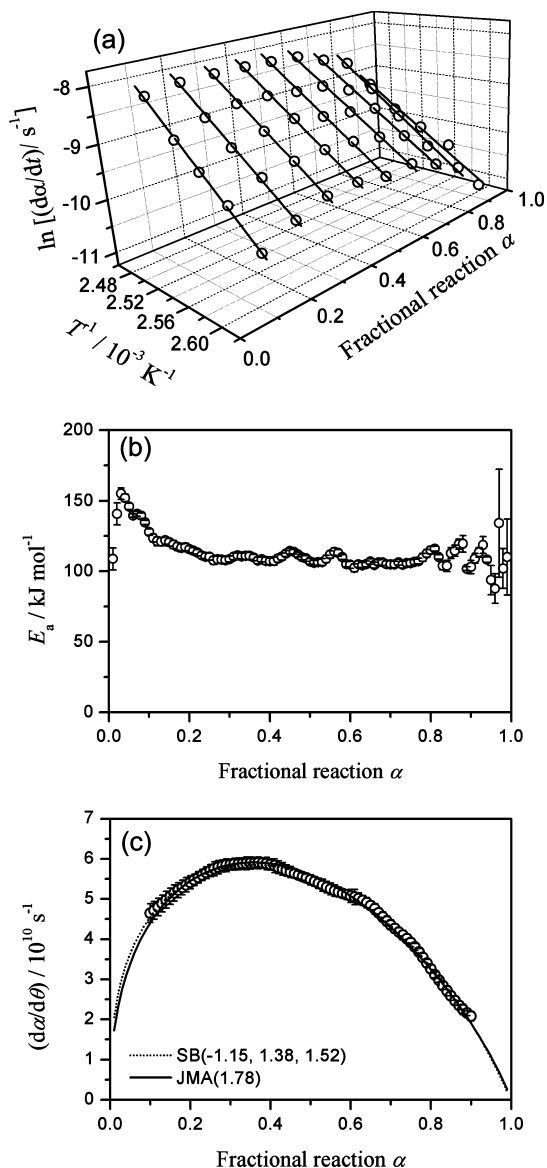 (a)
-8
-9
-10
-11
ln [(dα/dt)/ s⁻¹]
2.48
2.52
2.56
2.60
T⁻¹ / 10⁻³ K⁻¹
0.0
0.2
0.4
0.6
0.8
1.0
Fractional reaction α
(b)
200
150
100
50
0
Eₐ / kJ mol⁻¹
0.0 0.2 0.4 0.6 0.8 1.0
Fractional reaction α
(c)
7
6
5
4
3
2
1
0
(dα/dθ) / 10¹⁰ s⁻¹
SB(-1.15, 1.38, 1.52)
JMA(1.78)
0.0 0.2 0.4 0.6 0.8 1.0
Fractional reaction α